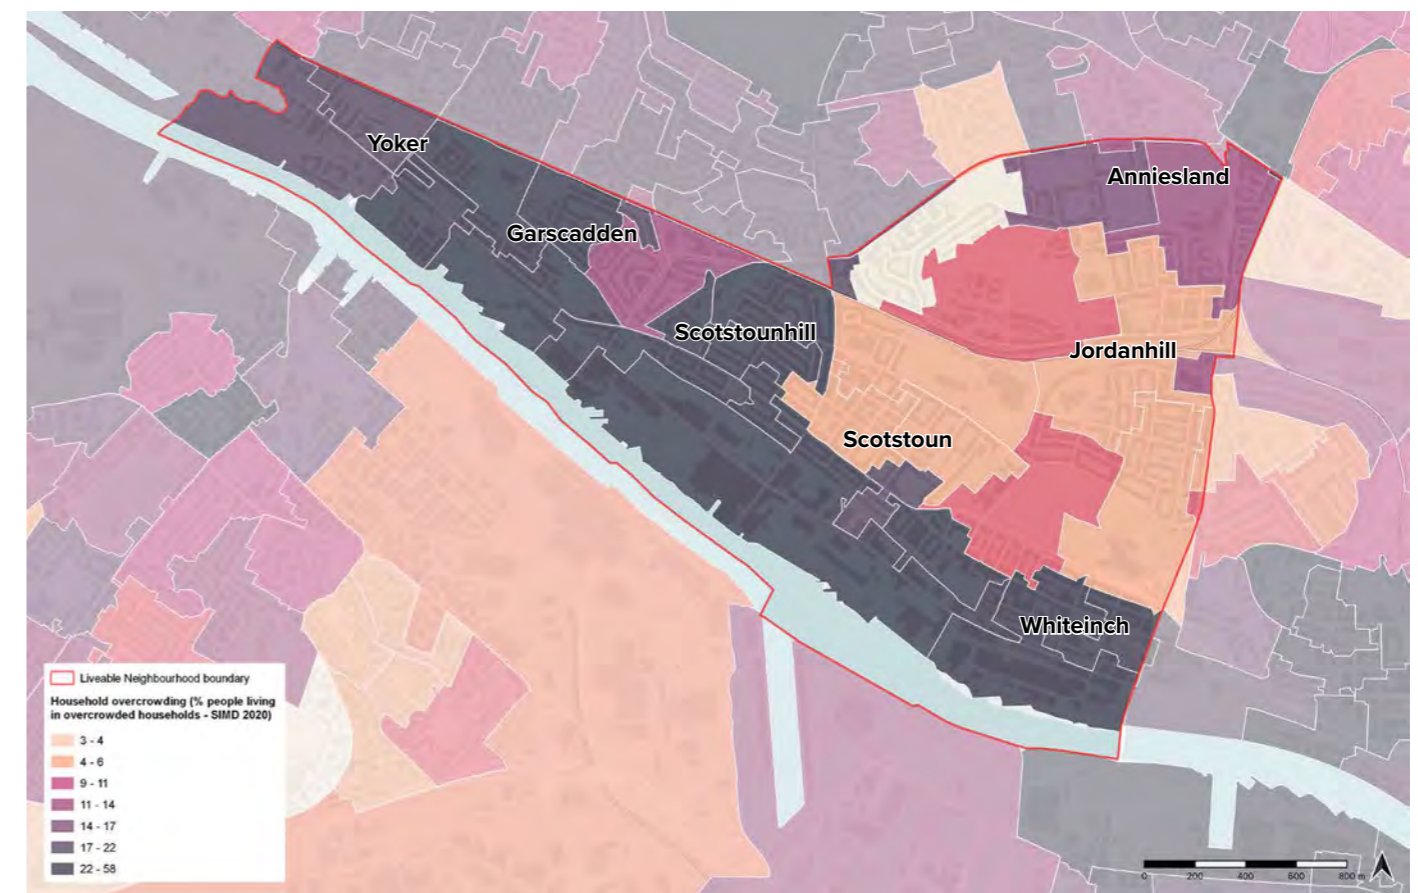 Yoker
Anniesland
Garscadden
Scotstounhill
Jordanhill
Scotstoun
Whiteinch
Liveable Neighbourhood boundary
Household overcrowding (% people living
in overcrowded households - SIMD 2020)
3 - 4
4 - 6
9 - 11
11 - 14
14 - 17
17 - 22
22 - 58
0 200 400 600 800 m